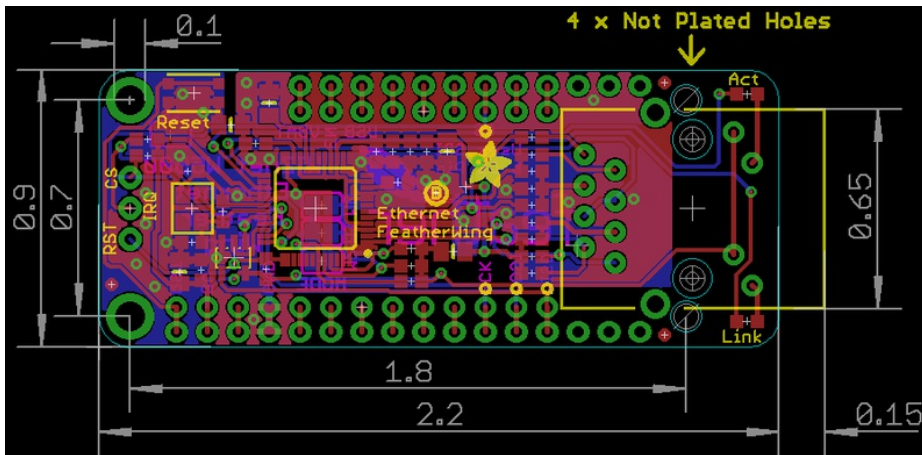 0.1
4 x Not Plated Holes
Act
Reset
0.9
0.7
CS
IRQ
RST
Ethernet
FeatherWing
0.65
Link
1.8
2.2
0.15